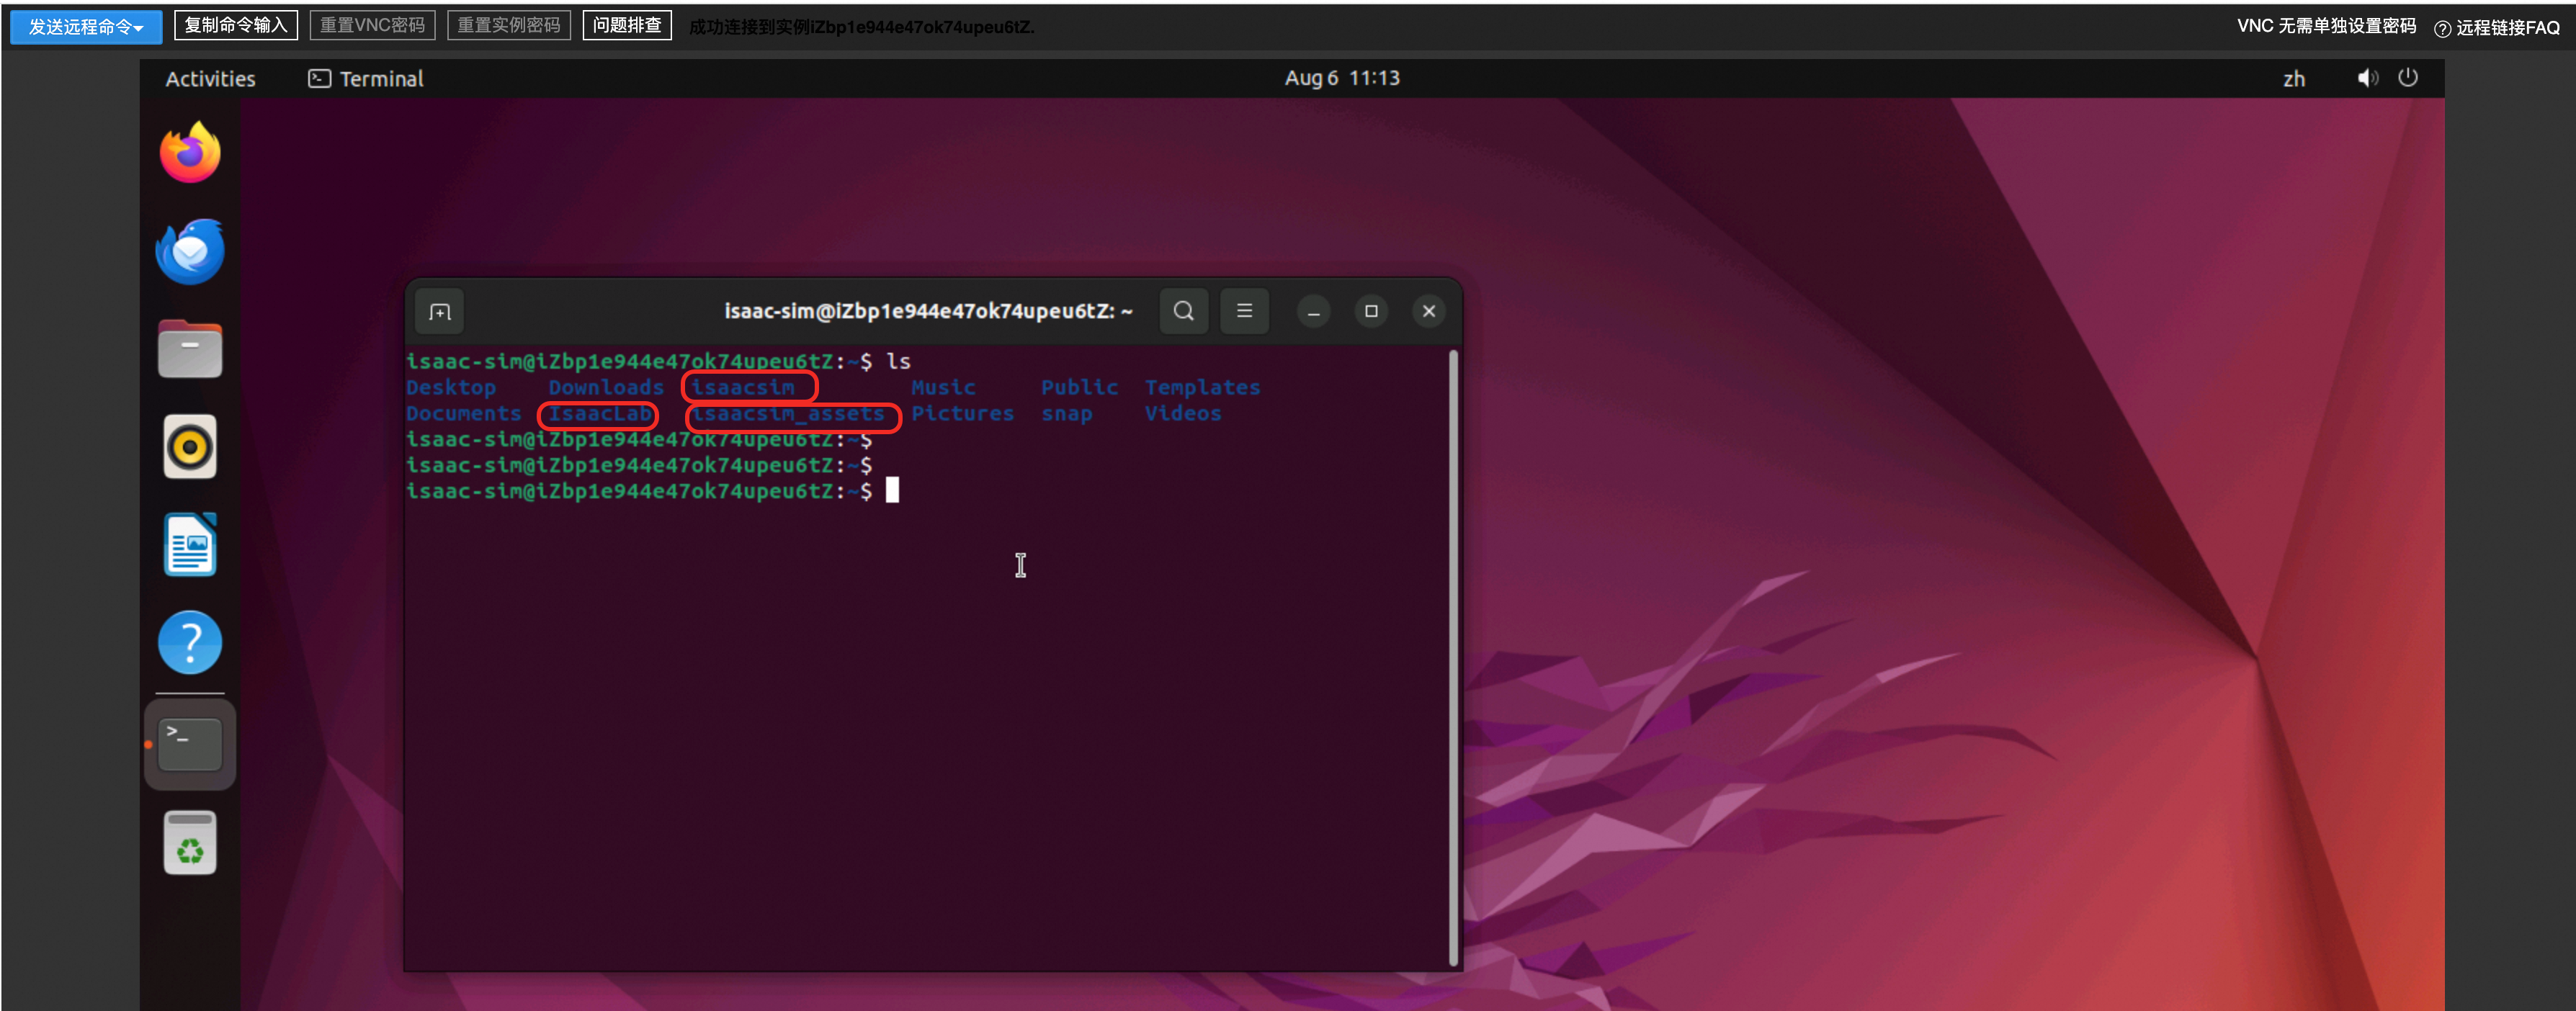 发送远程命令 复制命令输入 重置VNC密码 重置实例密码 问题排查 成功连接到实例iZbp1e944e47ok74upeu6tZ. VNC 无需单独设置密码 ? 远程链接FAQ
Activities >_ Terminal Aug 6 11:13 zh
isaac-sim@iZbp1e944e47ok74upeu6tZ: ~
isaac-sim@iZbp1e944e47ok74upeu6tZ:~$ ls
Desktop Downloads isaacsim Music Public Templates
Documents IsaacLab isaacsim_assets Pictures snap Videos
isaac-sim@iZbp1e944e47ok74upeu6tZ:~$
isaac-sim@iZbp1e944e47ok74upeu6tZ:~$
isaac-sim@iZbp1e944e47ok74upeu6tZ:~$